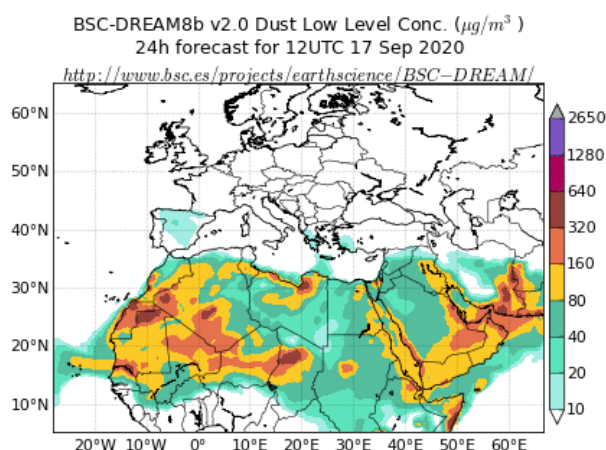 BSC-DREAM8b v2.0 Dust Low Level Conc. (μg/m³ )
24h forecast for 12UTC 17 Sep 2020
http://www.bsc.es/projects/earthscience/BSC-DREAM/
60°N
50°N
40°N
30°N
20°N
10°N
20°W 10°W 0° 10°E 20°E 30°E 40°E 50°E 60°E
2650
1280
640
320
160
80
40
20
10